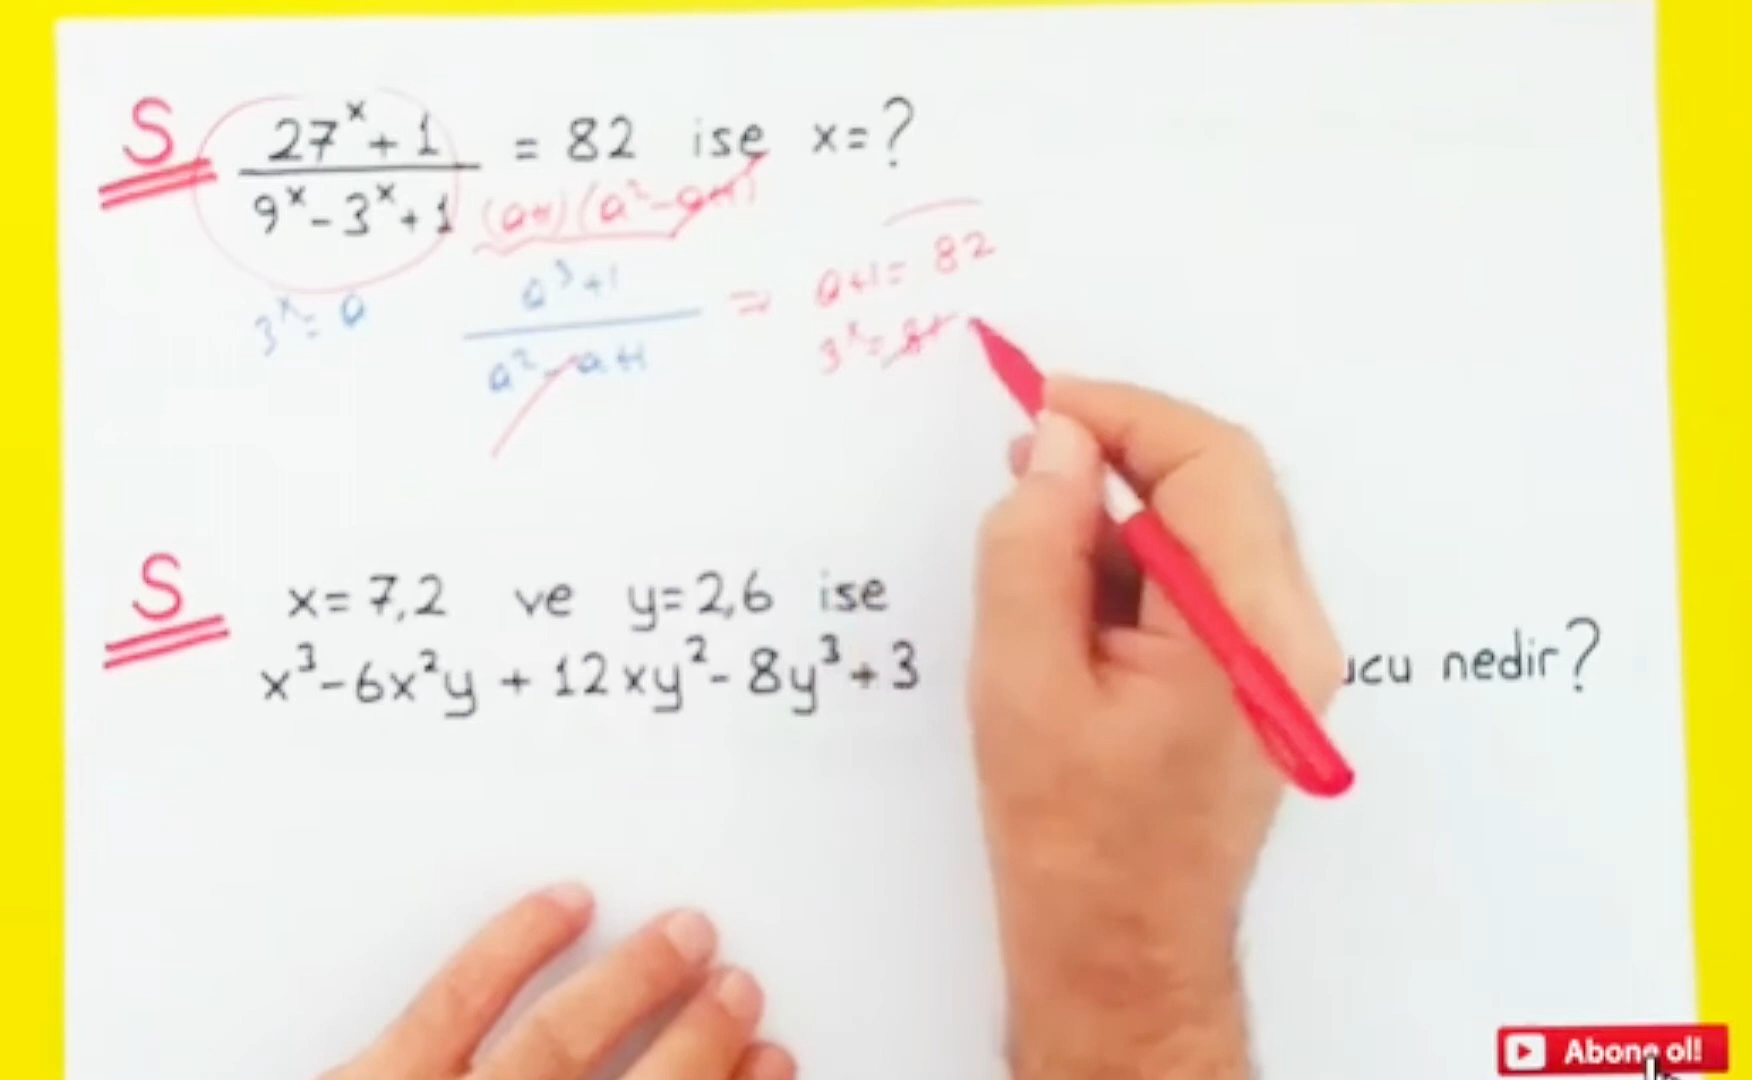 S 27^x + 1 / 9^x - 3^x + 1 = 82 ise x = ?
(a+1)(a² - a+1)
3^x = a a³+1 / a² - a+1 ⇒ a+1 = 82
3^x =
S x = 7,2 ve y = 2,6 ise
x³ - 6x²y + 12xy² - 8y³ + 3 nedir?
Abone ol!